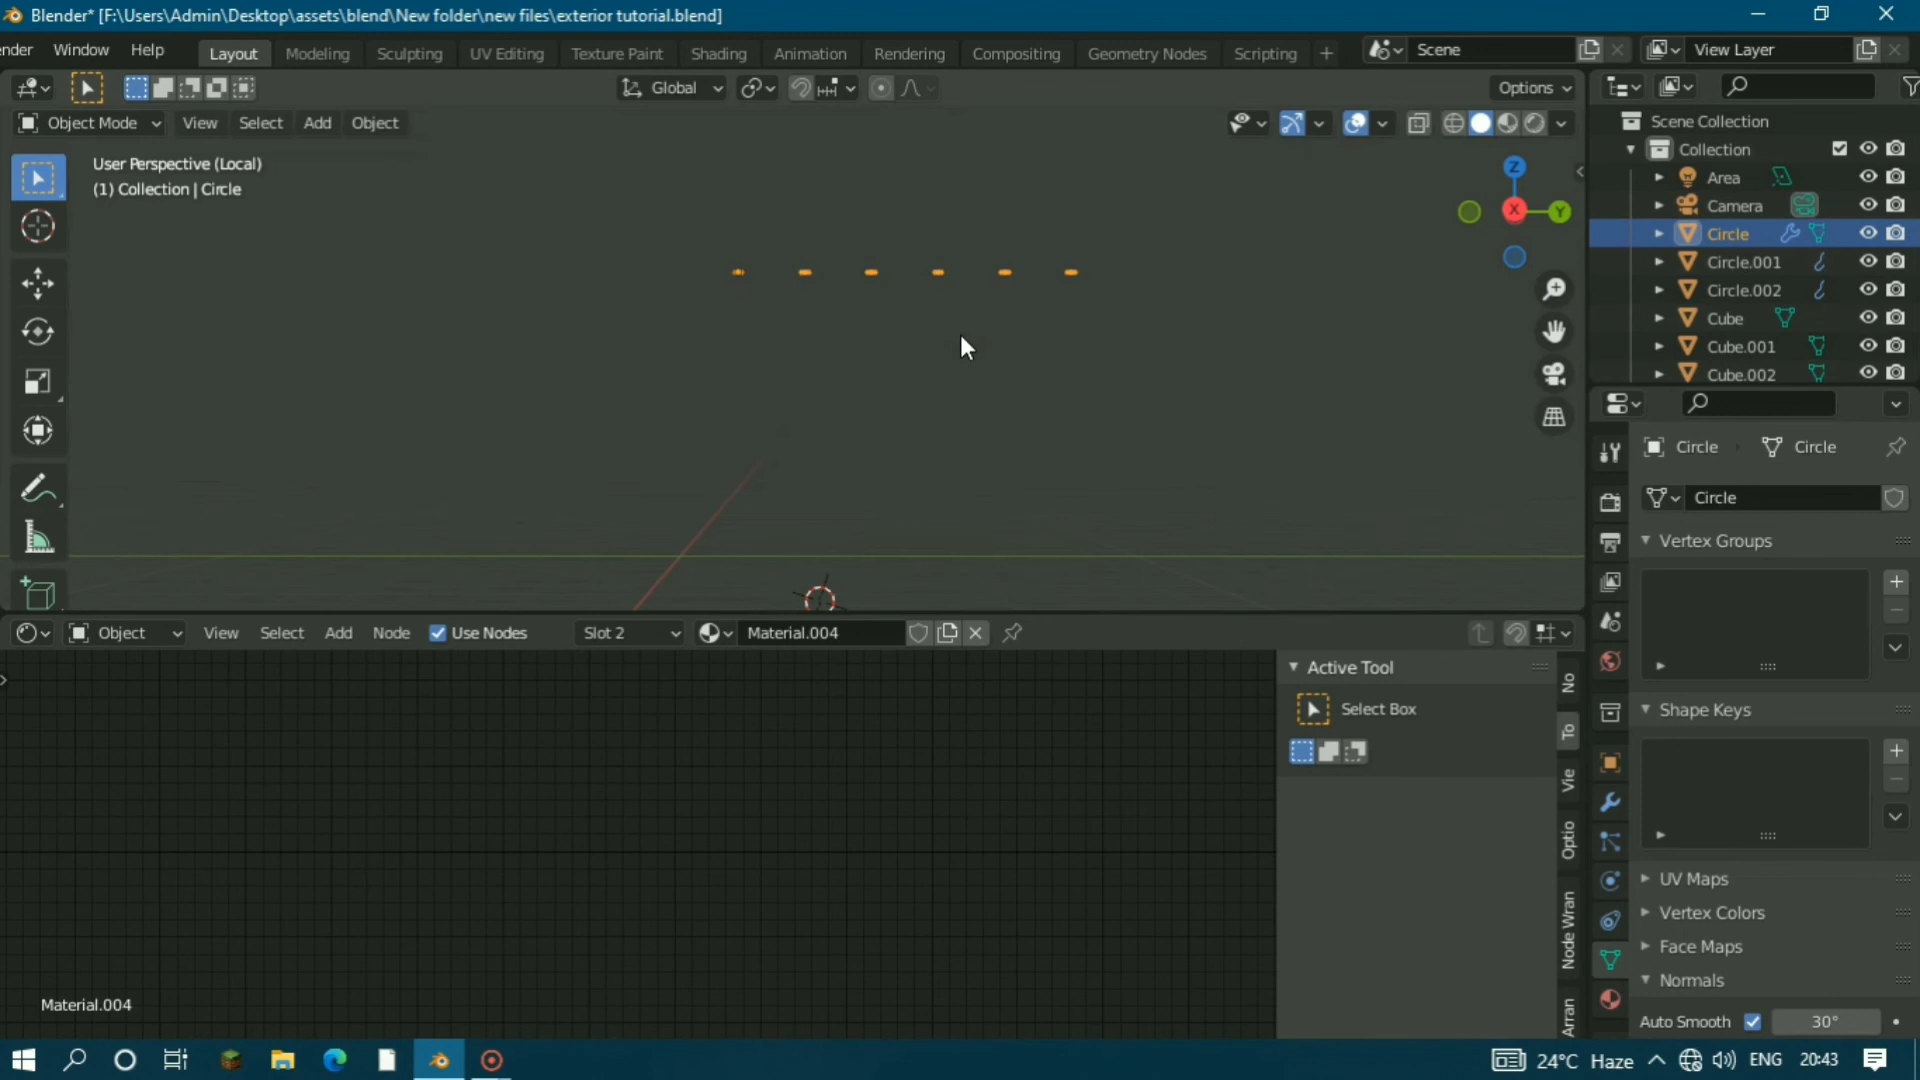 Blender* [F:\Users\Admin\Desktop\assets\blend\New folder\new files\exterior tutorial.blend]
nder Window Help Layout Modeling Sculpting UV Editing Texture Paint Shading Animation Rendering Compositing Geometry Nodes Scripting + Scene View Layer
Global Options
Object Mode View Select Add Object
User Perspective (Local)
(1) Collection | Circle
Z
X
Y
Scene Collection
Collection
Area
Camera
Circle
Circle.001
Circle.002
Cube
Cube.001
Cube.002
Circle Circle
Circle
Vertex Groups
Shape Keys
UV Maps
Vertex Colors
Face Maps
Normals
Auto Smooth 30°
Object View Select Add Node Use Nodes Slot 2 Material.004
Active Tool
Select Box
No
To
Vie
Optio
Node Wran
Arran
Material.004
24°C Haze ENG 20:43